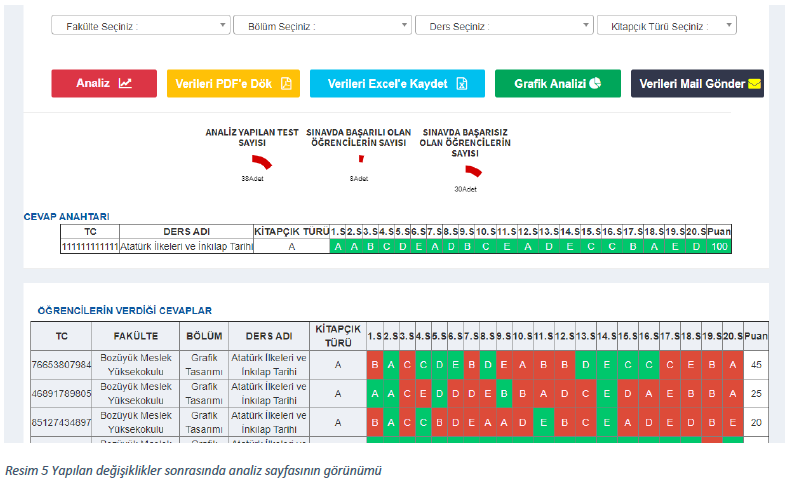 Fakülte Seçiniz :
Bölüm Seçiniz :
Ders Seçiniz :
Kitapçık Türü Seçiniz :
Analiz
Verileri PDF'e Dök
Verileri Excel'e Kaydet
Grafik Analizi
Verileri Mail Gönder
ANALİZ YAPILAN TEST
SAYISI
38Adet
SINAVDA BAŞARILI OLAN
ÖĞRENCİLERİN SAYISI
8Adet
SINAVDA BAŞARISIZ
OLAN ÖĞRENCİLERİN
SAYISI
30Adet
CEVAP ANAHTARI
TC DERS ADI KİTAPÇIK TÜRÜ 1.S 2.S 3.S 4.S 5.S 6.S 7.S 8.S 9.S 10.S 11.S 12.S 13.S 14.S 15.S 16.S 17.S 18.S 19.S 20.S Puan
111111111111 Atatürk İlkeleri ve İnkılap Tarihi A A A B C D E A D B C E A D E C C B A E D 100
ÖĞRENCİLERİN VERDİĞİ CEVAPLAR
TC FAKÜLTE BÖLÜM DERS ADI KİTAPÇIK TÜRÜ 1.S 2.S 3.S 4.S 5.S 6.S 7.S 8.S 9.S 10.S 11.S 12.S 13.S 14.S 15.S 16.S 17.S 18.S 19.S 20.S Puan
76653807984 Bozüyük Meslek Yüksekokulu Grafik Tasarımı Atatürk İlkeleri ve İnkılap Tarihi A B A C C D E B D E A B B D E C C C E B A 45
46891789805 Bozüyük Meslek Yüksekokulu Grafik Tasarımı Atatürk İlkeleri ve İnkılap Tarihi A A A C E D D D E B B A D C E D A E B B A 25
85127434897 Bozüyük Meslek Yüksekokulu Grafik Tasarımı Atatürk İlkeleri ve İnkılap Tarihi A B A C C B D E A A D E B C E A D E D B E 20
Resim 5 Yapılan değişiklikler sonrasında analiz sayfasının görünümü